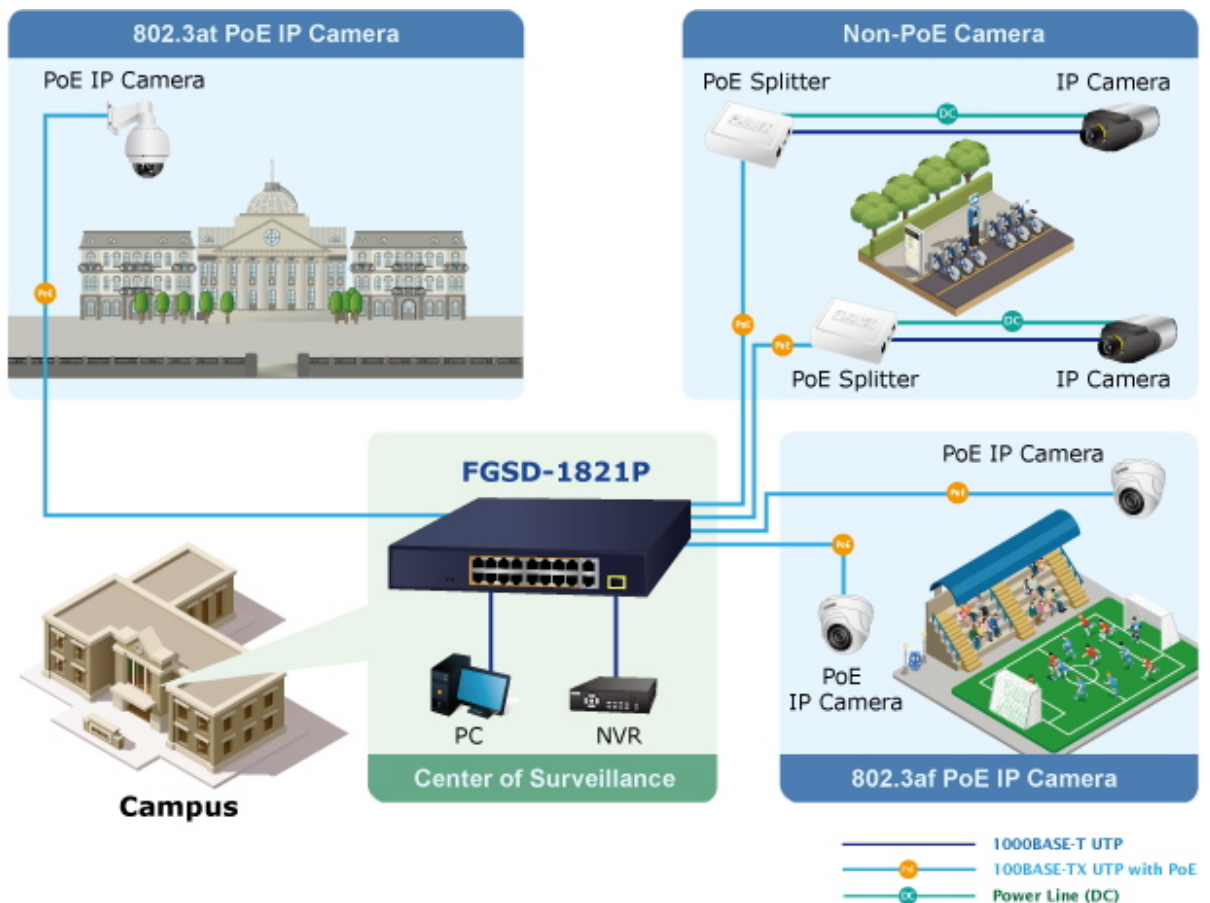 802.3at PoE IP Camera
PoE IP Camera
PoE
Non-PoE Camera
PoE Splitter
IP Camera
DC
PoE
DC
PoE
PoE Splitter
IP Camera
FGSD-1821P
PC
NVR
Center of Surveillance
PoE IP Camera
PoE
PoE
PoE
IP Camera
802.3af PoE IP Camera
Campus
1000BASE-T UTP
PoE
100BASE-TX UTP with PoE
DC
Power Line (DC)